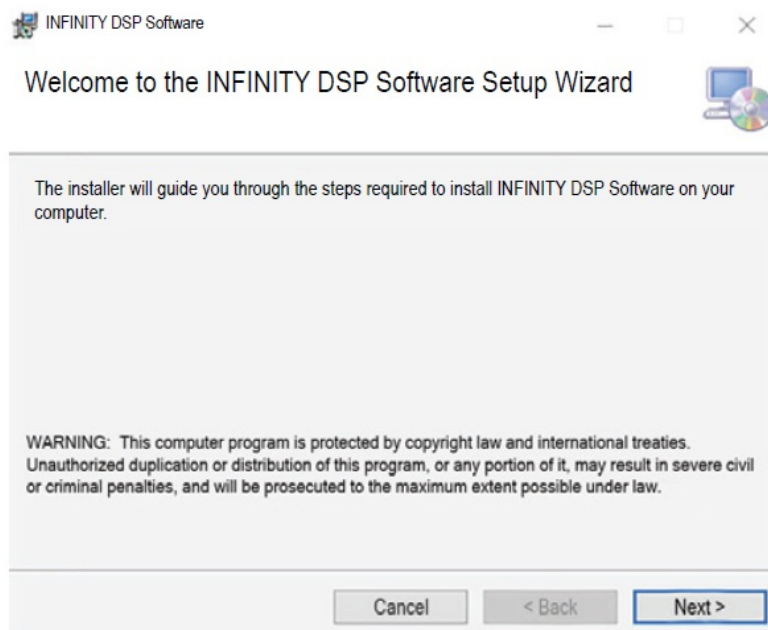 INFINITY DSP Software
Welcome to the INFINITY DSP Software Setup Wizard
The installer will guide you through the steps required to install INFINITY DSP Software on your
computer.
WARNING: This computer program is protected by copyright law and international treaties.
Unauthorized duplication or distribution of this program, or any portion of it, may result in severe civil
or criminal penalties, and will be prosecuted to the maximum extent possible under law.
Cancel < Back Next >